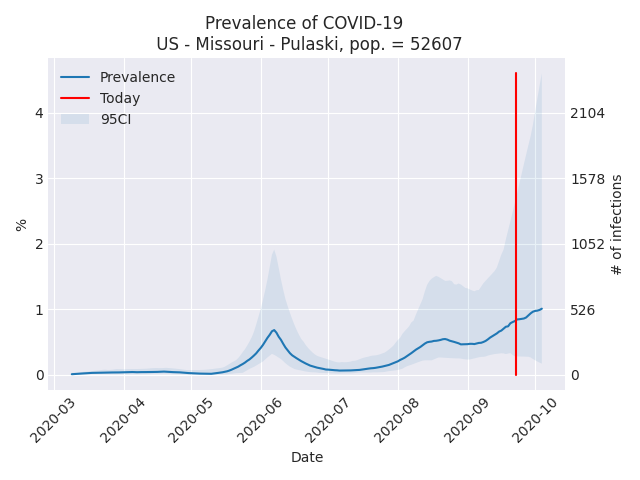 Prevalence of COVID-19
US - Missouri - Pulaski, pop. = 52607
Prevalence
Today
95CI
4
3
2
1
0
%
2104
1578
1052
526
0
# of infections
2020-03
2020-04
2020-05
2020-06
2020-07
2020-08
2020-09
2020-10
Date